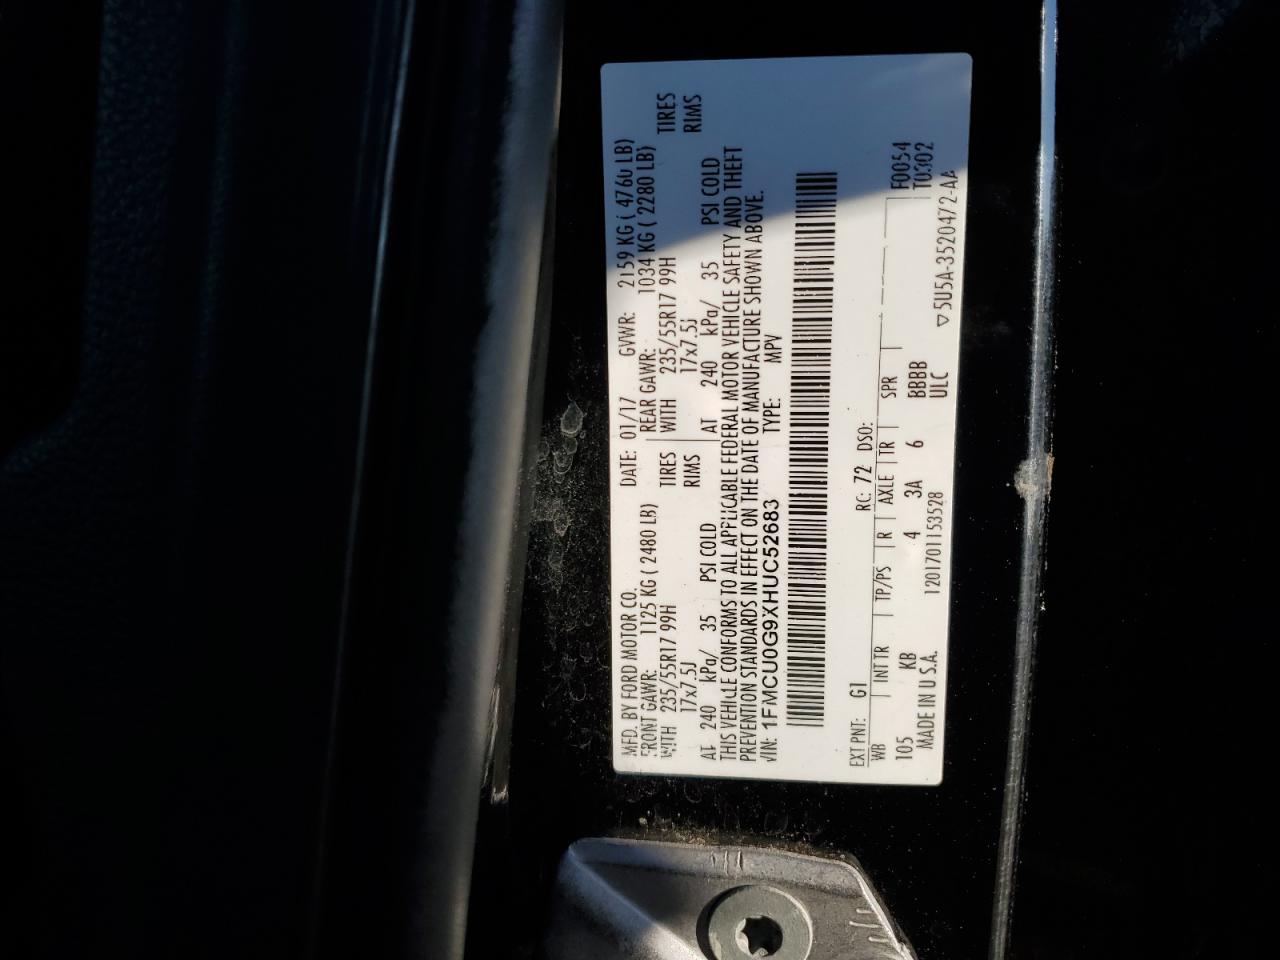 MFD. BY FORD MOTOR CO. DATE: 01/17 GVWR: 2159 KG ( 4760 LB)
FRONT GAWR: 1125 KG ( 2480 LB) REAR GAWR: 1034 KG ( 2280 LB)
WITH 235/55R17 99H TIRES WITH 235/55R17 99H TIRES
17x7.5J RIMS 17x7.5J RIMS
AT 240 kPa/ 35 PSI COLD AT 240 kPa/ 35 PSI COLD
THIS VEHICLE CONFORMS TO ALL APPLICABLE FEDERAL MOTOR VEHICLE SAFETY AND THEFT
PREVENTION STANDARDS IN EFFECT ON THE DATE OF MANUFACTURE SHOWN ABOVE.
VIN: 1FMCU0G9XHUC52683 TYPE: MPV
EXT PNT: G1 RC: 72 DSO:
WB INT TR TP/PS R AXLE TR SPR F0054
105 KB 4 3A 6 BBBB T0302
MADE IN U.S.A. 1201701153528 ULC ▽5U5A-3520472-AA